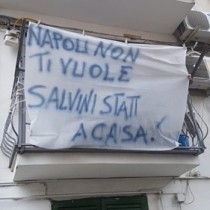 NAPOLI NON
TI VUOLE
SALVINI STATT
A CASA!